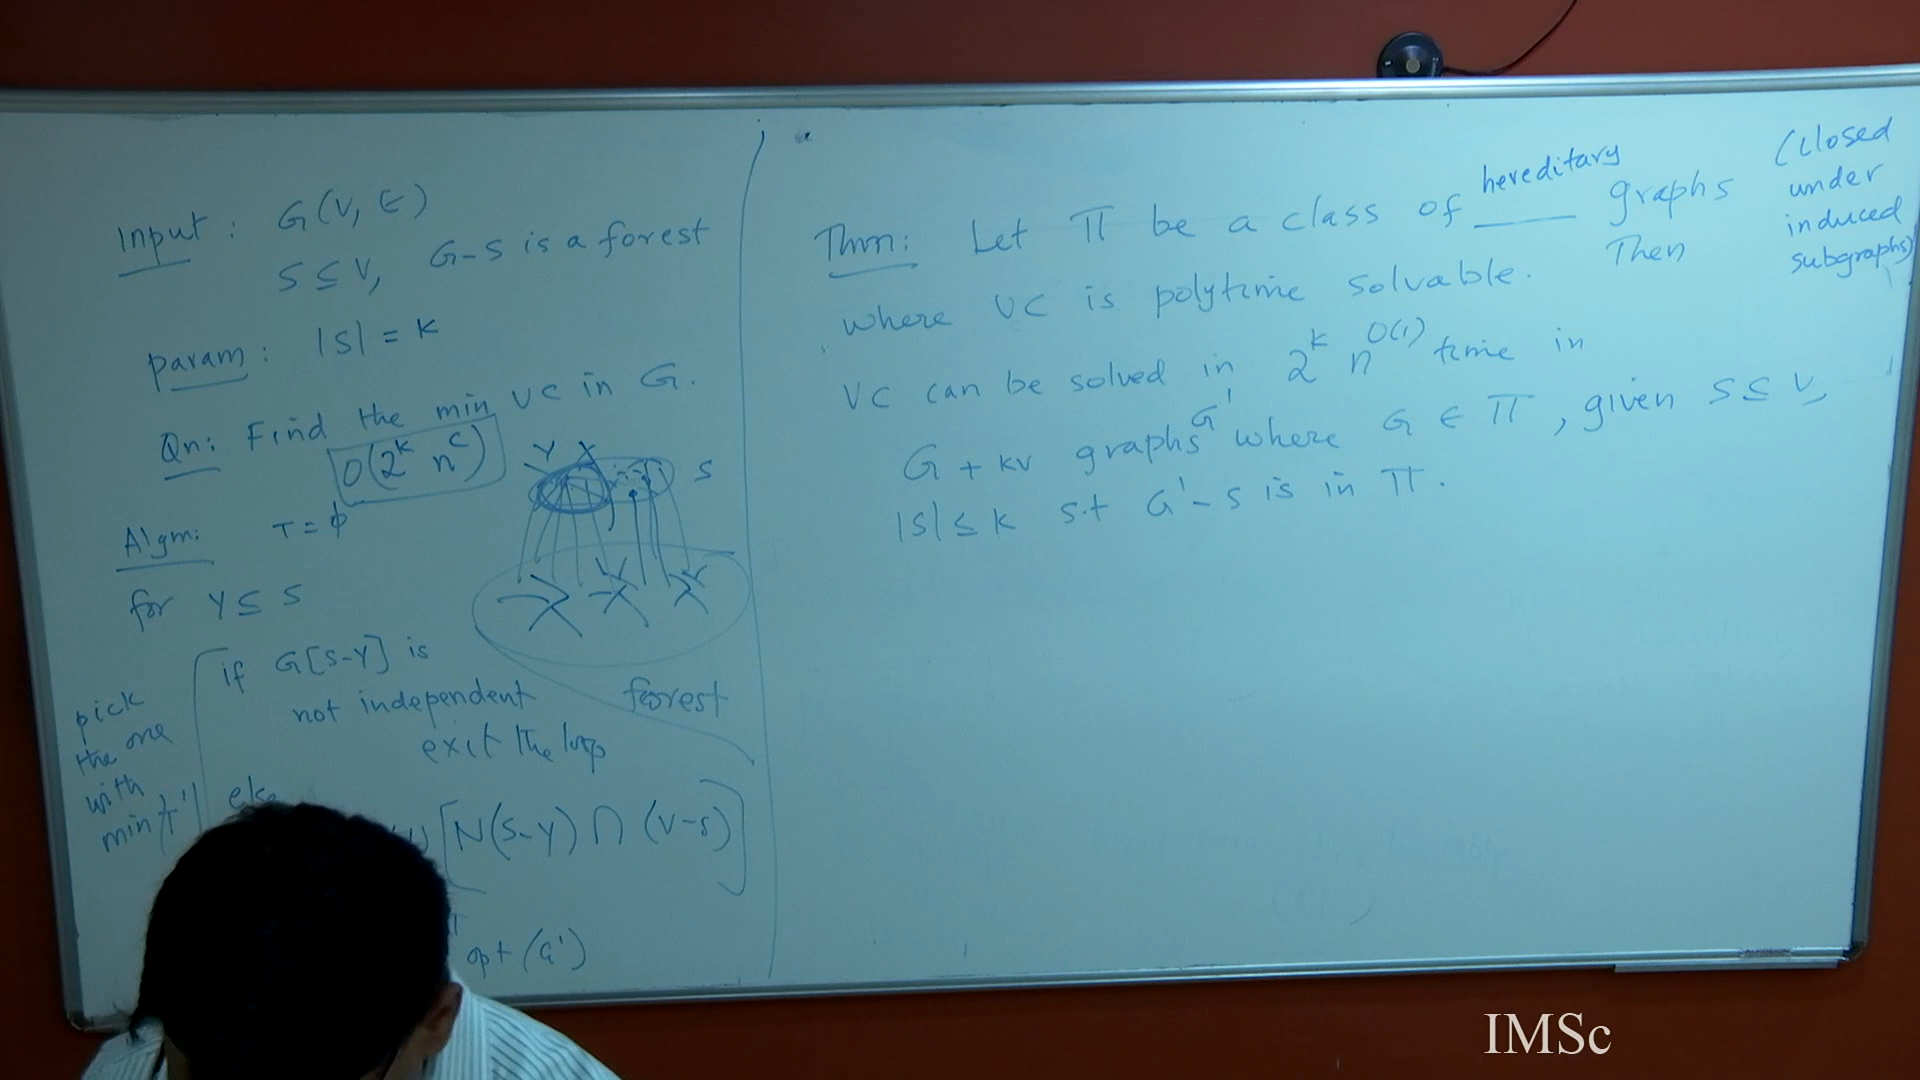 Input : G(V, E)
S ⊆ V, G-S is a forest
param : |S| = k
Qn: Find the min VC in G.
O(2^k n^c)
Y X
S
Algm: T = ϕ
for Y ⊆ S
if G[S-Y] is
not independent
exit the loop
forest
pick
the one
with
min |T|
else
[N(S-Y) ∩ (V-S)]
opt (G')
Thm: Let Π be a class of hereditary graphs (closed under induced subgraphs)
where VC is polytime solvable. Then
VC can be solved in 2^k n^O(1) time in
G + kv graphs G' where G ∈ Π, given S ⊆ V,
|S| ≤ k s.t G'-S is in Π.
IMSc